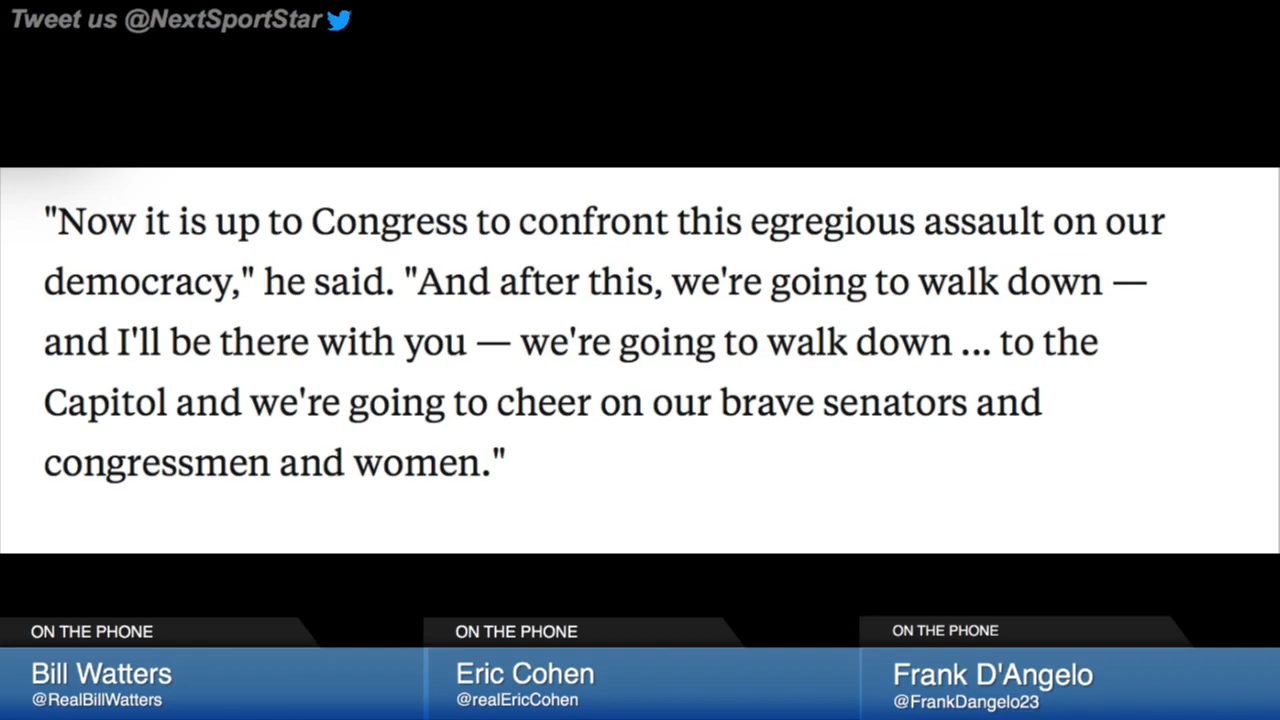 Tweet us @NextSportStar
"Now it is up to Congress to confront this egregious assault on our
democracy," he said. "And after this, we're going to walk down —
and I'll be there with you — we're going to walk down ... to the
Capitol and we're going to cheer on our brave senators and
congressmen and women."
ON THE PHONE
Bill Watters
@RealBillWatters
ON THE PHONE
Eric Cohen
@realEricCohen
ON THE PHONE
Frank D'Angelo
@FrankDangelo23